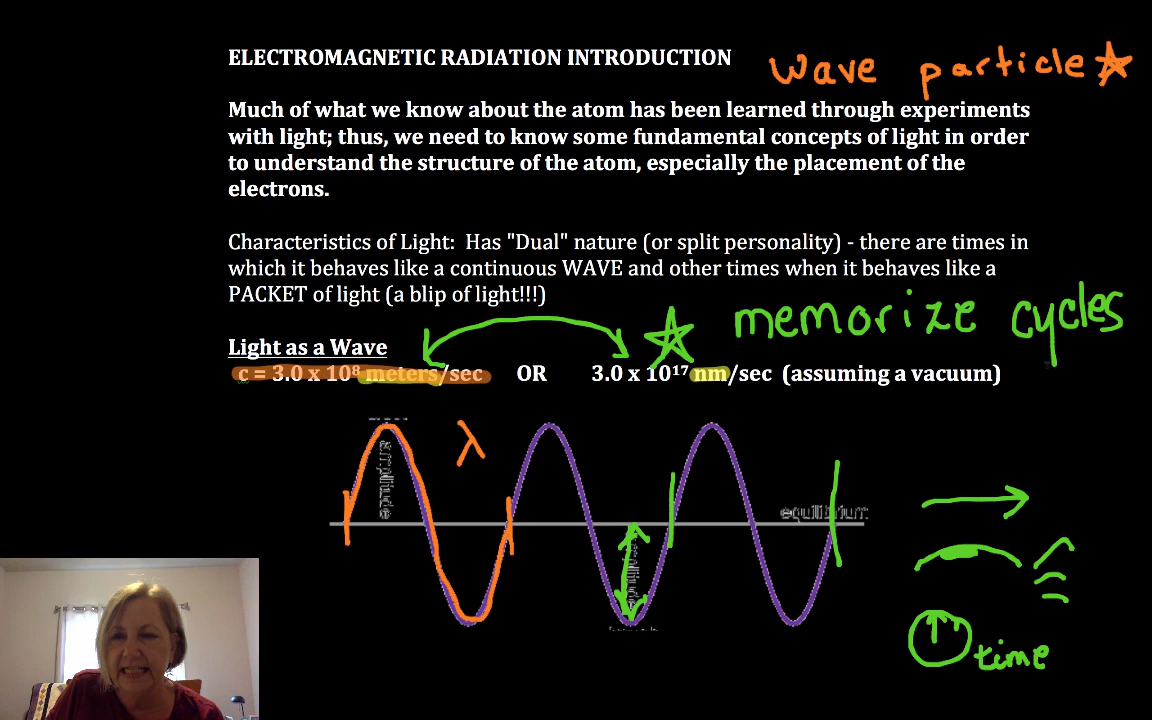 ELECTROMAGNETIC RADIATION INTRODUCTION wave particle
Much of what we know about the atom has been learned through experiments
with light; thus, we need to know some fundamental concepts of light in order
to understand the structure of the atom, especially the placement of the
electrons.
Characteristics of Light: Has "Dual" nature (or split personality) - there are times in
which it behaves like a continuous WAVE and other times when it behaves like a
PACKET of light (a blip of light!!!)
memorize cycles
Light as a Wave
c = 3.0 x 10⁸ meters/sec OR 3.0 x 10¹⁷ nm/sec (assuming a vacuum)
λ
amplitude
equilibrium
amplitude
time